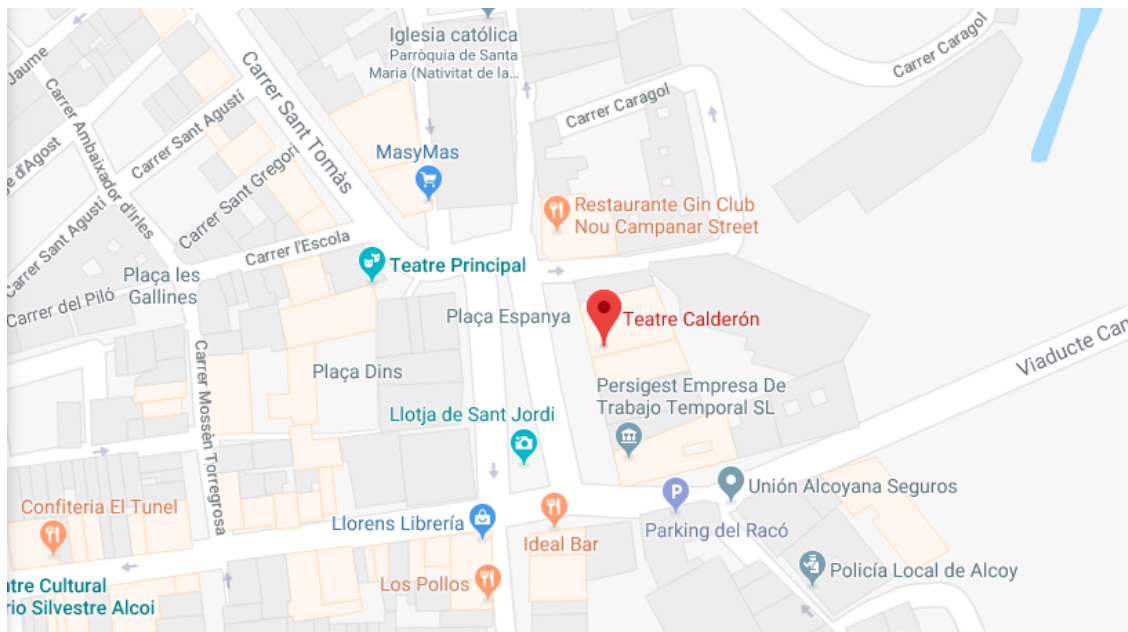 Iglesia católica
Parròquia de Santa
Maria (Nativitat de la...
Carrer Caragol
Carrer Caragol
Jaume
Carrer Sant Tomàs
Carrer Sant Agustí
Carrer Ambaixador d'Irles
e d'Agost
Carrer Sant Gregori
MasyMas
Restaurante Gin Club
Nou Campanar Street
Carrer Sant Agustí
Carrer l'Escola
Teatre Principal
Plaça les
Gallines
Carrer del Piló
Plaça Espanya
Teatre Calderón
Viaducte Can
Plaça Dins
Persigest Empresa De
Trabajo Temporal SL
Llotja de Sant Jordi
Carrer Mossèn Torregrosa
Unión Alcoyana Seguros
Confiteria El Tunel
Llorens Librería
P
Parking del Racó
Ideal Bar
Los Pollos
Policía Local de Alcoy
atre Cultural
rio Silvestre Alcoi